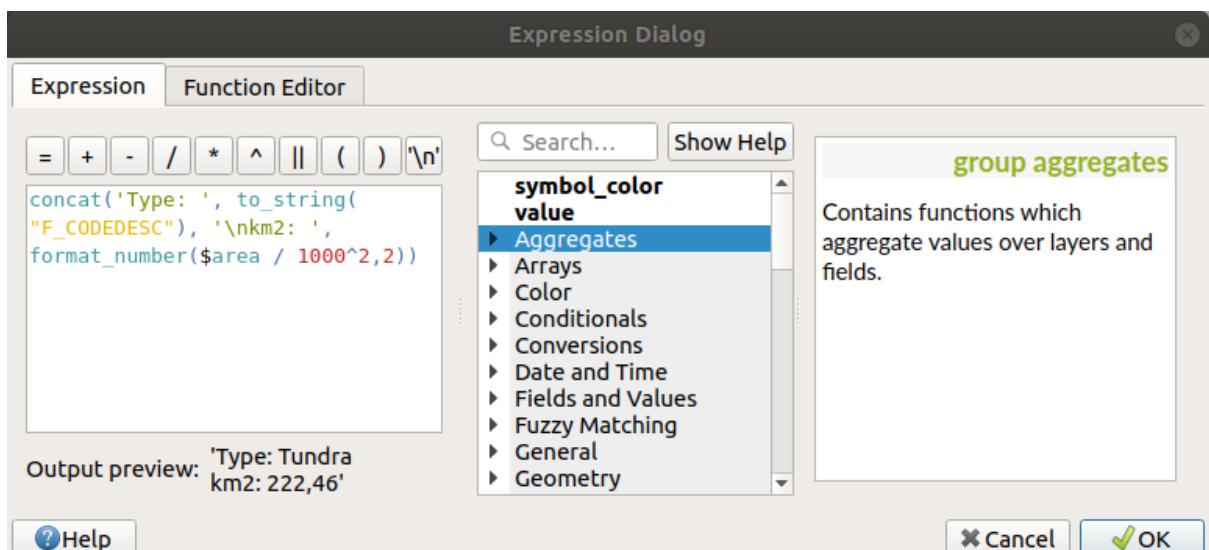 Expression Dialog
Expression
Function Editor
= + - / * ^ || ( ) '\n'
concat('Type: ', to_string(
"F_CODEDESC"), '\nkm2: ',
format_number($area / 1000^2,2))
Output preview:
'Type: Tundra
km2: 222,46'
Search...
Show Help
symbol_color
value
Aggregates
Arrays
Color
Conditionals
Conversions
Date and Time
Fields and Values
Fuzzy Matching
General
Geometry
group aggregates
Contains functions which
aggregate values over layers and
fields.
Help
Cancel
OK